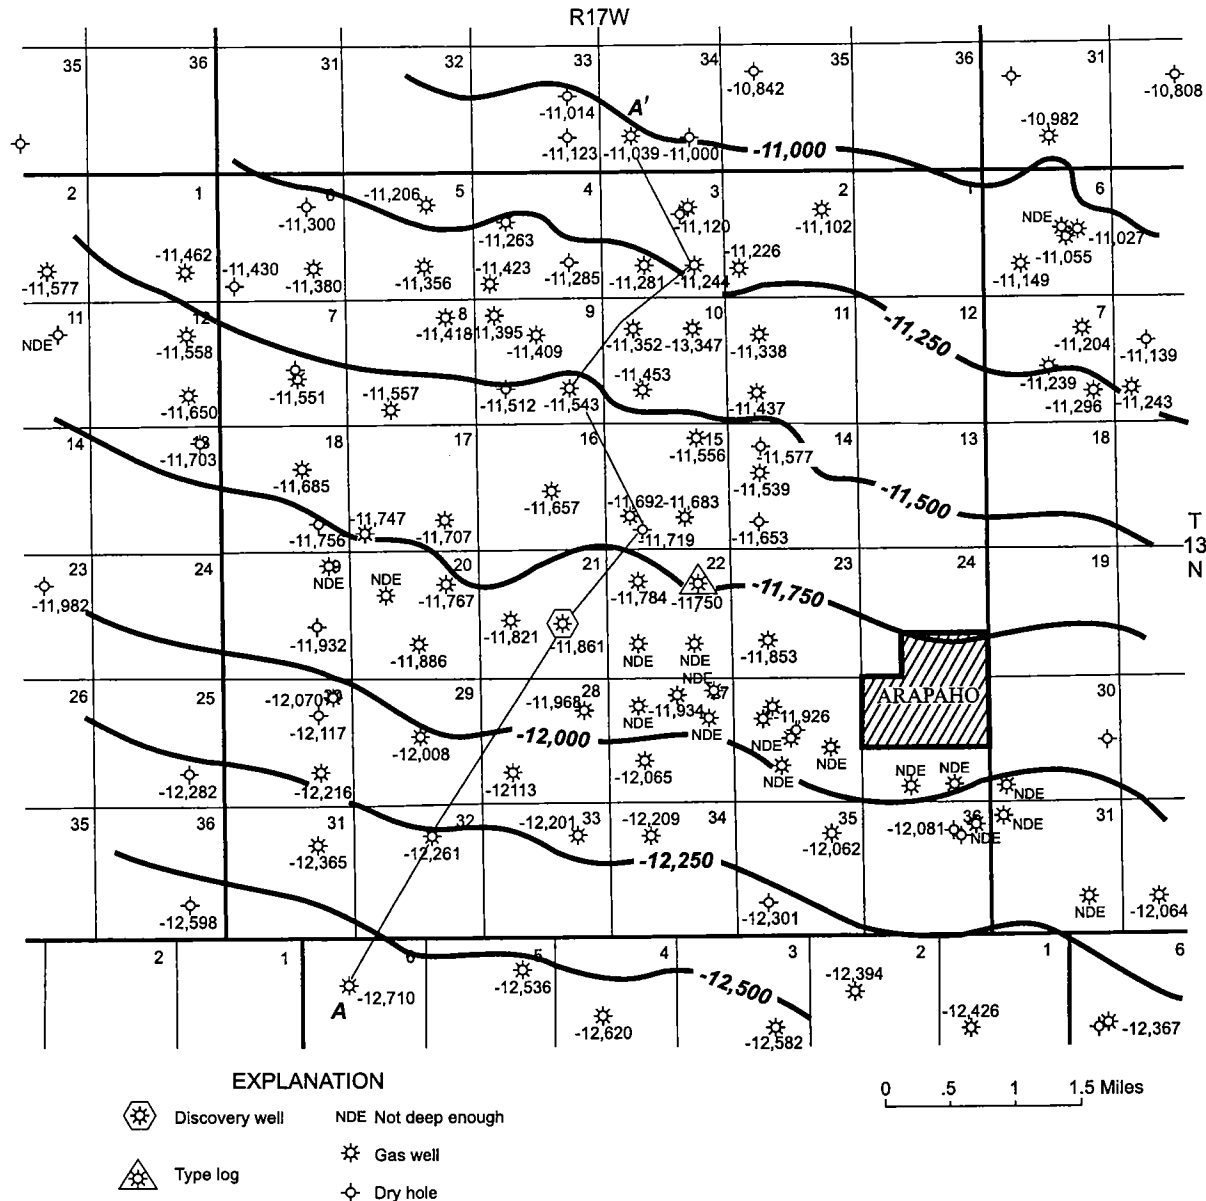 R17W
35 36 31 32 33 34 35 36 31
-10,842
-10,808
-11,014
A'
-10,982
-11,123 -11,039 -11,000
-11,000
2 1 6 5 4 3 2 1 6
-11,206
-11,300
-11,263
-11,120
-11,102
NDE
-11,027
-11,055
-11,462
-11,430
-11,423
-11,226
-11,577
-11,380
-11,356
-11,285
-11,281
-11,244
-11,149
11 12 7 8 9 10 11 12 7
-11,250
NDE
-11,558
-11,418
11,395
-11,409
-11,352
-13,347
-11,338
-11,204
-11,139
-11,453
-11,551
-11,557
-11,239
-11,650
-11,512
-11,543
-11,437
-11,296
-11,243
14 13 18 17 16 15 14 13 18
-11,703
-11,556
-11,577
-11,685
-11,539
-11,500
-11,657
-11,692
-11,683
-11,747
-11,756
-11,707
-11,719
-11,653
T
13
N
23 24 19 20 21 22 23 24 19
NDE
NDE
-11,982
-11,767
-11,784
-11750
-11,750
-11,932
-11,821
-11,861
-11,886
NDE
NDE
-11,853
26 25 30 29 28 27 30
NDE
ARAPAHO
-12,070
-11,968
NDE
-11,934
-11,926
-12,117
-12,008
-12,000
NDE
NDE
NDE
-12,282
-12,216
-12113
-12,065
NDE
NDE
NDE
NDE
35 36 31 32 33 34 35 36 31
-12,365
-12,261
-12,201
-12,209
-12,250
-12,062
-12,081
NDE
NDE
-12,598
-12,301
NDE
-12,064
2 1 6 5 4 3 2 1 6
A
-12,710
-12,536
-12,500
-12,394
-12,620
-12,582
-12,426
-12,367
EXPLANATION
Discovery well
NDE Not deep enough
Gas well
Type log
Dry hole
0 .5 1 1.5 Miles